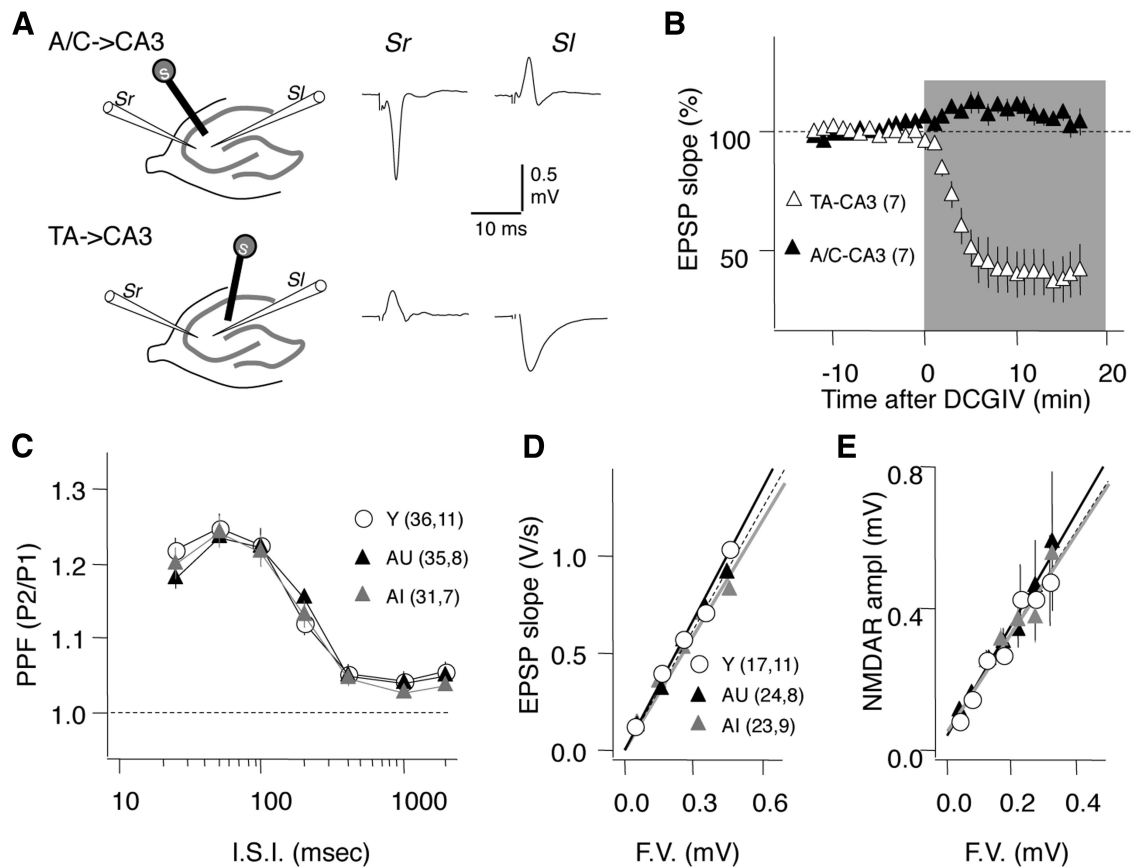 A
A/C->CA3
Sr
Sl
S
Sr
Sl
0.5
mV
10 ms
TA->CA3
S
Sr
Sl
B
EPSP slope (%)
100
50
TA-CA3 (7)
A/C-CA3 (7)
-10 0 10 20
Time after DCGIV (min)
C
PPF (P2/P1)
1.3
1.2
1.1
1.0
Y (36,11)
AU (35,8)
AI (31,7)
10 100 1000
I.S.I. (msec)
D
EPSP slope (V/s)
1.0
0.5
0.0
Y (17,11)
AU (24,8)
AI (23,9)
0.0 0.3 0.6
F.V. (mV)
E
NMDAR ampl (mV)
0.8
0.4
0.0
0.0 0.2 0.4
F.V. (mV)